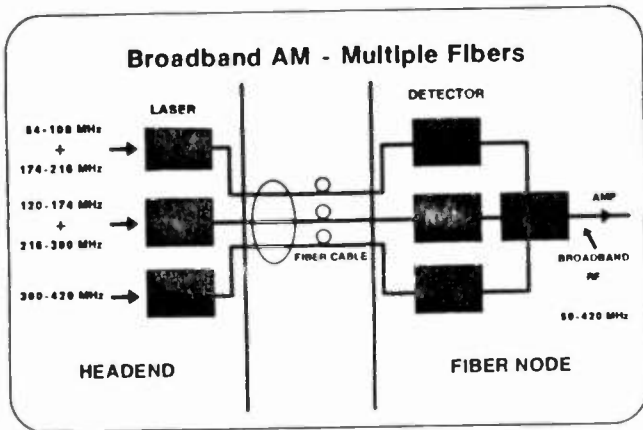 Broadband AM - Multiple Fibers
LASER
DETECTOR
54-108 MHz
+
174-216 MHz
120-174 MHz
+
216-300 MHz
300-420 MHz
FIBER CABLE
AMP
BROADBAND
RF
50-420 MHz
HEADEND
FIBER NODE